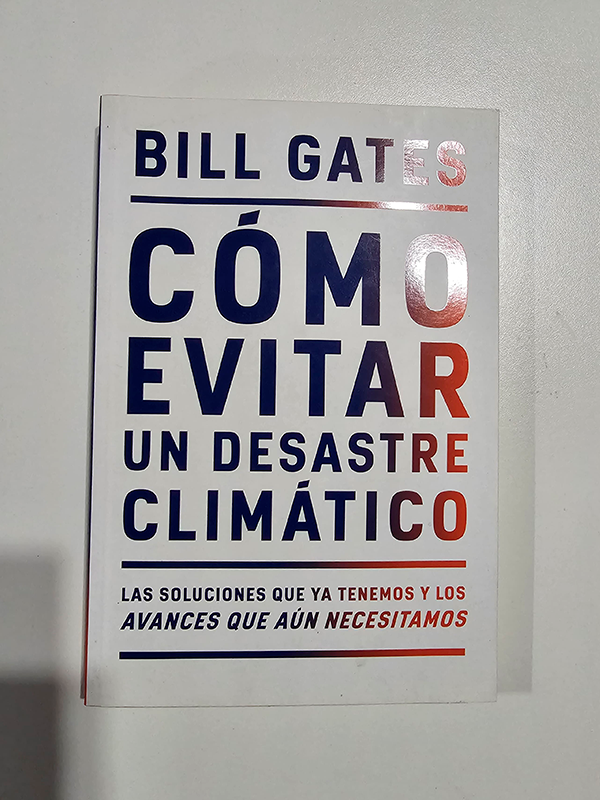 BILL GATES
CÓMO
EVITAR
UN DESASTRE
CLIMÁTICO
LAS SOLUCIONES QUE YA TENEMOS Y LOS
AVANCES QUE AÚN NECESITAMOS